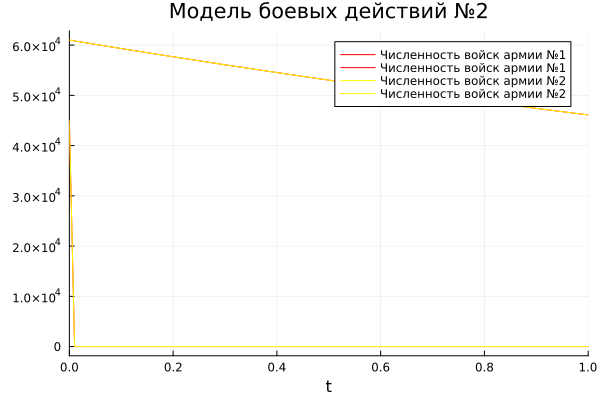 Модель боевых действий №2
Численность войск армии №1
Численность войск армии №1
Численность войск армии №2
Численность войск армии №2
6.0×10⁴
5.0×10⁴
4.0×10⁴
3.0×10⁴
2.0×10⁴
1.0×10⁴
0
0.0 0.2 0.4 0.6 0.8 1.0
t